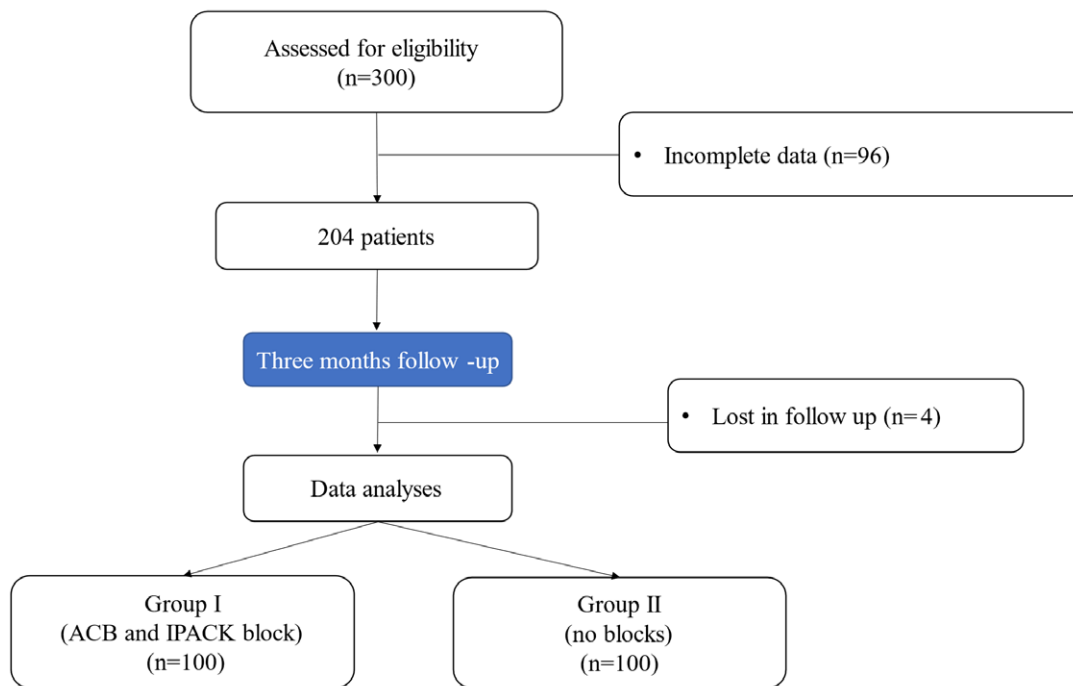 Assessed for eligibility
(n=300)
• Incomplete data (n=96)
204 patients
Three months follow -up
• Lost in follow up (n=4)
Data analyses
Group I
(ACB and IPACK block)
(n=100)
Group II
(no blocks)
(n=100)